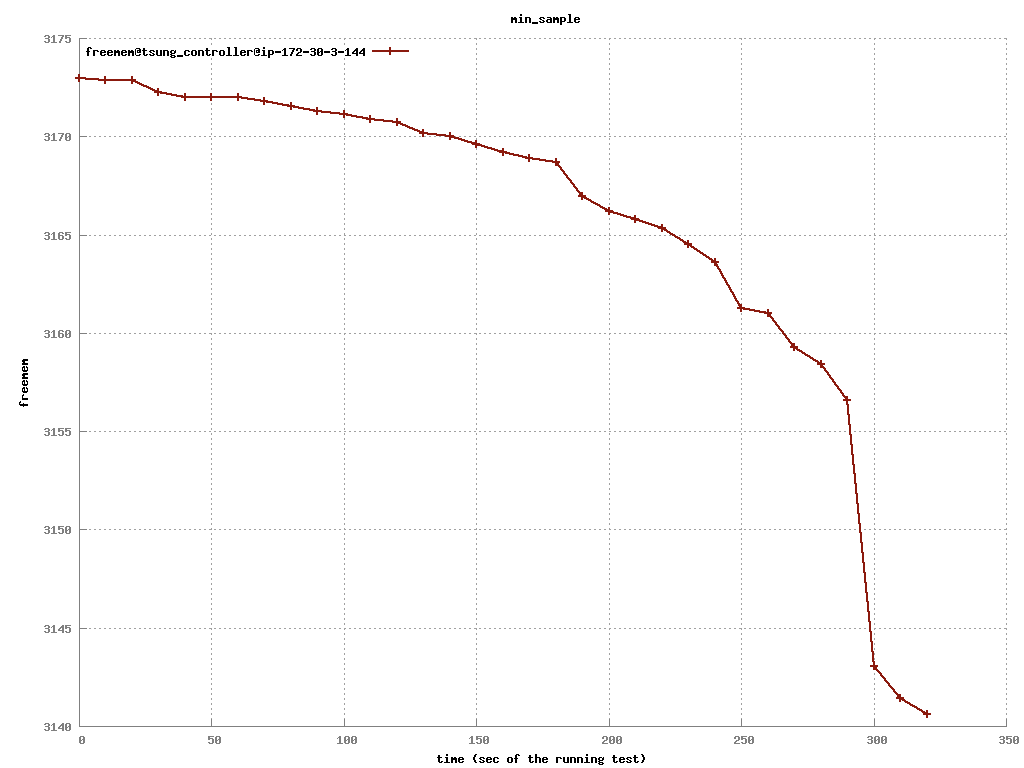 min_sample
freemem@tsung_controller@ip-172-30-3-144
3175
3170
3165
3160
3155
3150
3145
3140
freemem
0 50 100 150 200 250 300 350
time (sec of the running test)